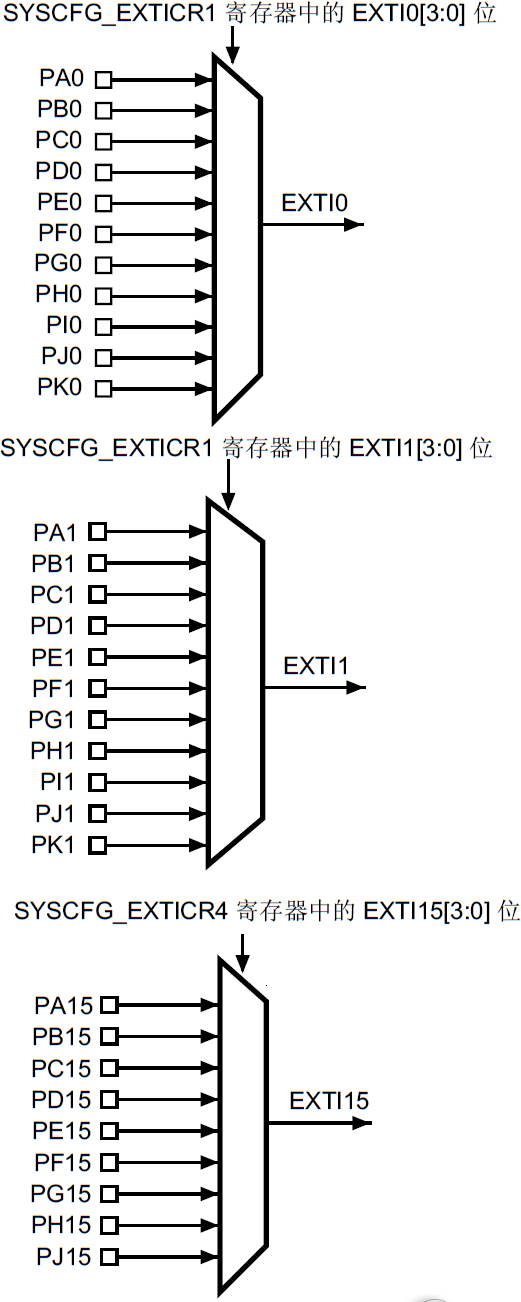 SYSCFG_EXTICR1 寄存器中的 EXTI0[3:0] 位
PA0
PB0
PC0
PD0
PE0
EXTI0
PF0
PG0
PH0
PI0
PJ0
PK0
SYSCFG_EXTICR1 寄存器中的 EXTI1[3:0] 位
PA1
PB1
PC1
PD1
PE1
EXTI1
PF1
PG1
PH1
PI1
PJ1
PK1
SYSCFG_EXTICR4 寄存器中的 EXTI15[3:0] 位
PA15
PB15
PC15
PD15
EXTI15
PE15
PF15
PG15
PH15
PJ15